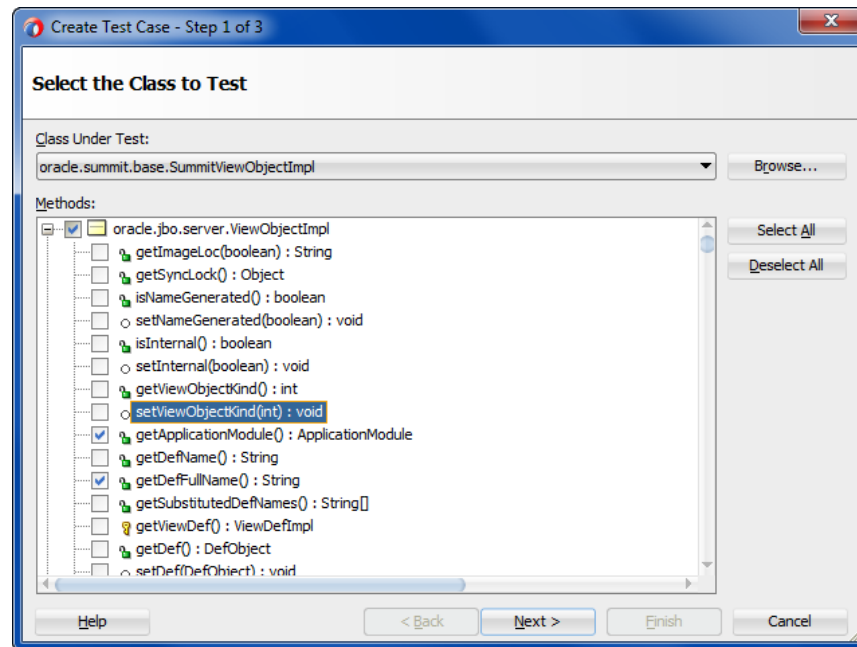 Create Test Case - Step 1 of 3
Select the Class to Test
Class Under Test:
oracle.summit.base.SummitViewObjectImpl
Browse...
Methods:
oracle.jbo.server.ViewObjectImpl
Select All
getImageLoc(boolean) : String
getSyncLock() : Object
Deselect All
isNameGenerated() : boolean
setNameGenerated(boolean) : void
isInternal() : boolean
setInternal(boolean) : void
getViewObjectKind() : int
setViewObjectKind(int) : void
getApplicationModule() : ApplicationModule
getDefName() : String
getDefFullName() : String
getSubstitutedDefNames() : String[]
getViewDef() : ViewDefImpl
getDef() : DefObject
setDef(DefObject) : void
Help
< Back
Next >
Finish
Cancel